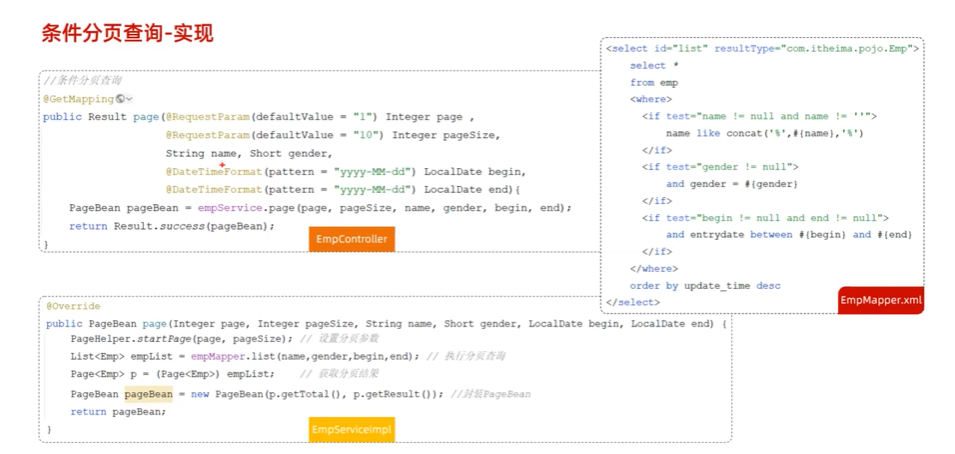 条件分页查询-实现
//条件分页查询
@GetMapping
public Result page(@RequestParam(defaultValue = "1") Integer page ,
@RequestParam(defaultValue = "10") Integer pageSize,
String name, Short gender,
@DateTimeFormat(pattern = "yyyy-MM-dd") LocalDate begin,
@DateTimeFormat(pattern = "yyyy-MM-dd") LocalDate end){
PageBean pageBean = empService.page(page, pageSize, name, gender, begin, end);
return Result.success(pageBean);
}
EmpController
<select id="list" resultType="com.itheima.pojo.Emp">
select *
from emp
<where>
<if test="name != null and name != ''">
name like concat('%',#{name},'%')
</if>
<if test="gender != null">
and gender = #{gender}
</if>
<if test="begin != null and end != null">
and entrydate between #{begin} and #{end}
</if>
</where>
order by update_time desc
</select>
EmpMapper.xml
@Override
public PageBean page(Integer page, Integer pageSize, String name, Short gender, LocalDate begin, LocalDate end) {
PageHelper.startPage(page, pageSize); // 设置分页参数
List<Emp> empList = empMapper.list(name,gender,begin,end); // 执行分页查询
Page<Emp> p = (Page<Emp>) empList; // 获取分页结果
PageBean pageBean = new PageBean(p.getTotal(), p.getResult()); //封装PageBean
return pageBean;
}
EmpServiceImpl